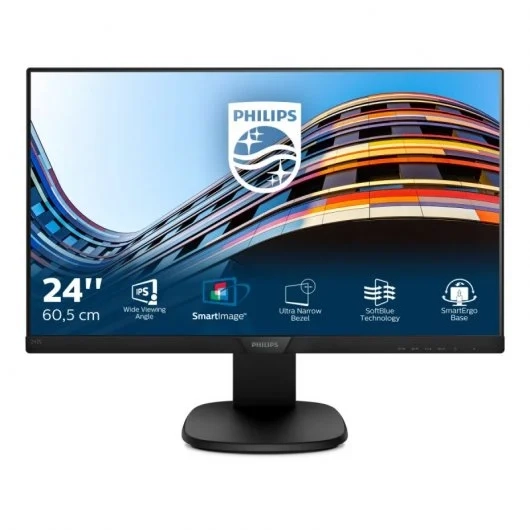 PHILIPS
24"
60,5 cm
IPS
Wide Viewing
Angle
SmartImage
Ultra Narrow
Bezel
SoftBlue
Technology
SmartErgo
Base
PHILIPS